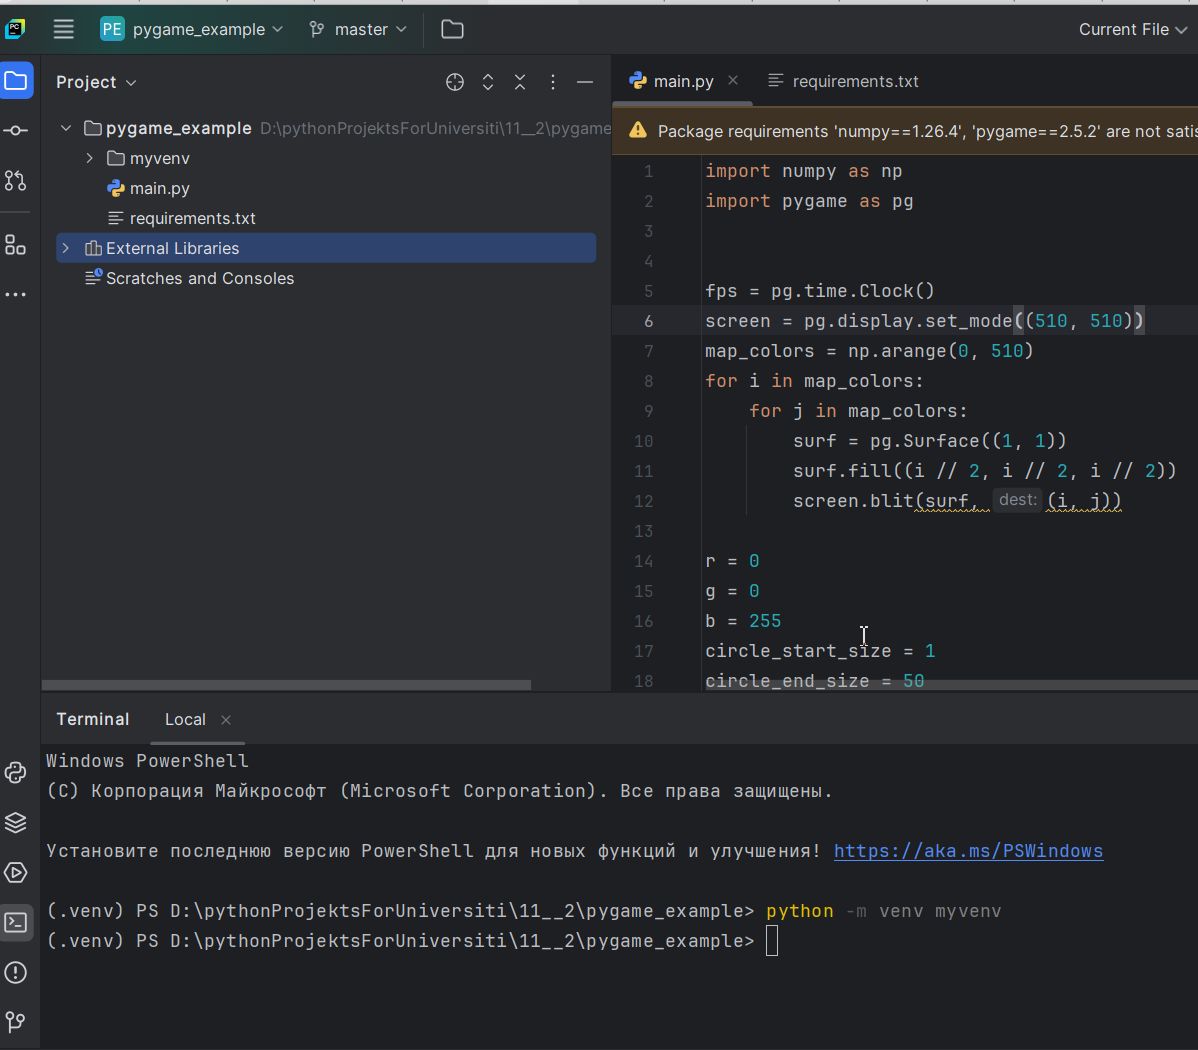 PC PE pygame_example master Current File
Project
main.py requirements.txt
pygame_example D:\pythonProjektsForUniversiti\11__2\pygame
myvenv
main.py
requirements.txt
External Libraries
Scratches and Consoles
Package requirements 'numpy==1.26.4', 'pygame==2.5.2' are not satis
1 import numpy as np
2 import pygame as pg
3
4
5 fps = pg.time.Clock()
6 screen = pg.display.set_mode((510, 510))
7 map_colors = np.arange(0, 510)
8 for i in map_colors:
9 for j in map_colors:
10 surf = pg.Surface((1, 1))
11 surf.fill((i // 2, i // 2, i // 2))
12 screen.blit(surf, dest: (i, j))
13
14 r = 0
15 g = 0
16 b = 255
17 circle_start_size = 1
18 circle_end_size = 50
Terminal Local
Windows PowerShell
(C) Корпорация Майкрософт (Microsoft Corporation). Все права защищены.
Установите последнюю версию PowerShell для новых функций и улучшения! https://aka.ms/PSWindows
(.venv) PS D:\pythonProjektsForUniversiti\11__2\pygame_example> python -m venv myvenv
(.venv) PS D:\pythonProjektsForUniversiti\11__2\pygame_example>